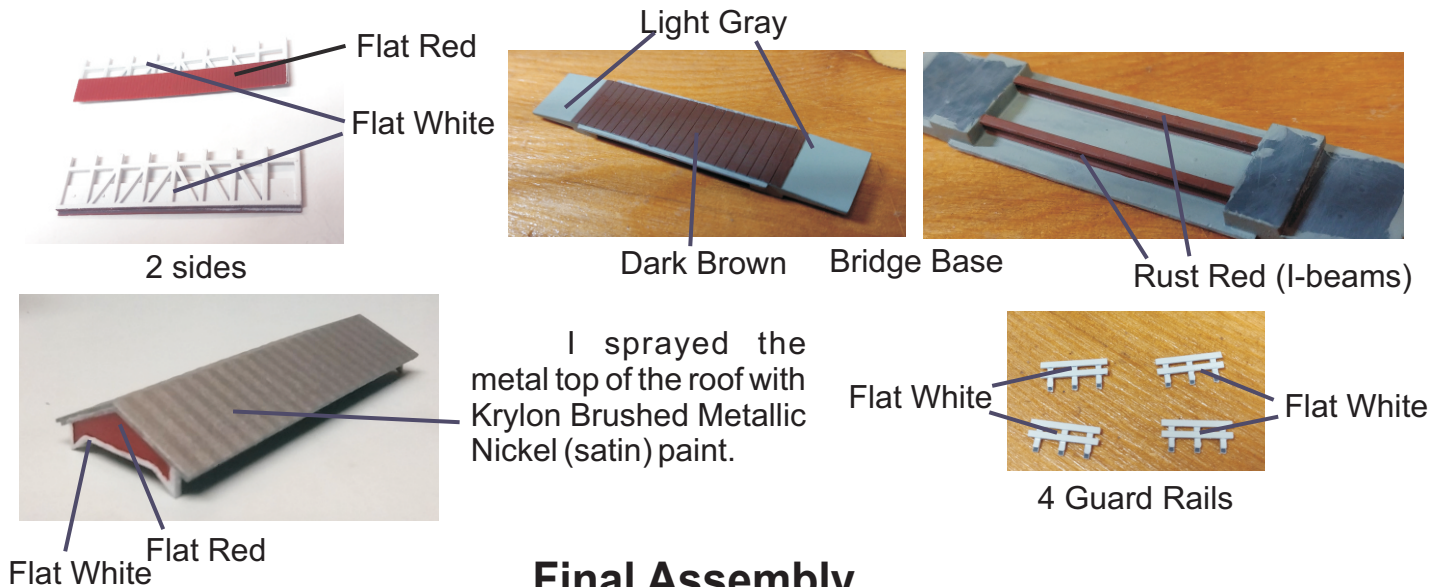 Flat Red
Flat White
2 sides
Light Gray
Dark Brown
Bridge Base
Rust Red (I-beams)
I sprayed the
metal top of the roof with
Krylon Brushed Metallic
Nickel (satin) paint.
Flat White
Flat Red
Flat White
Flat White
4 Guard Rails
Final Assembly